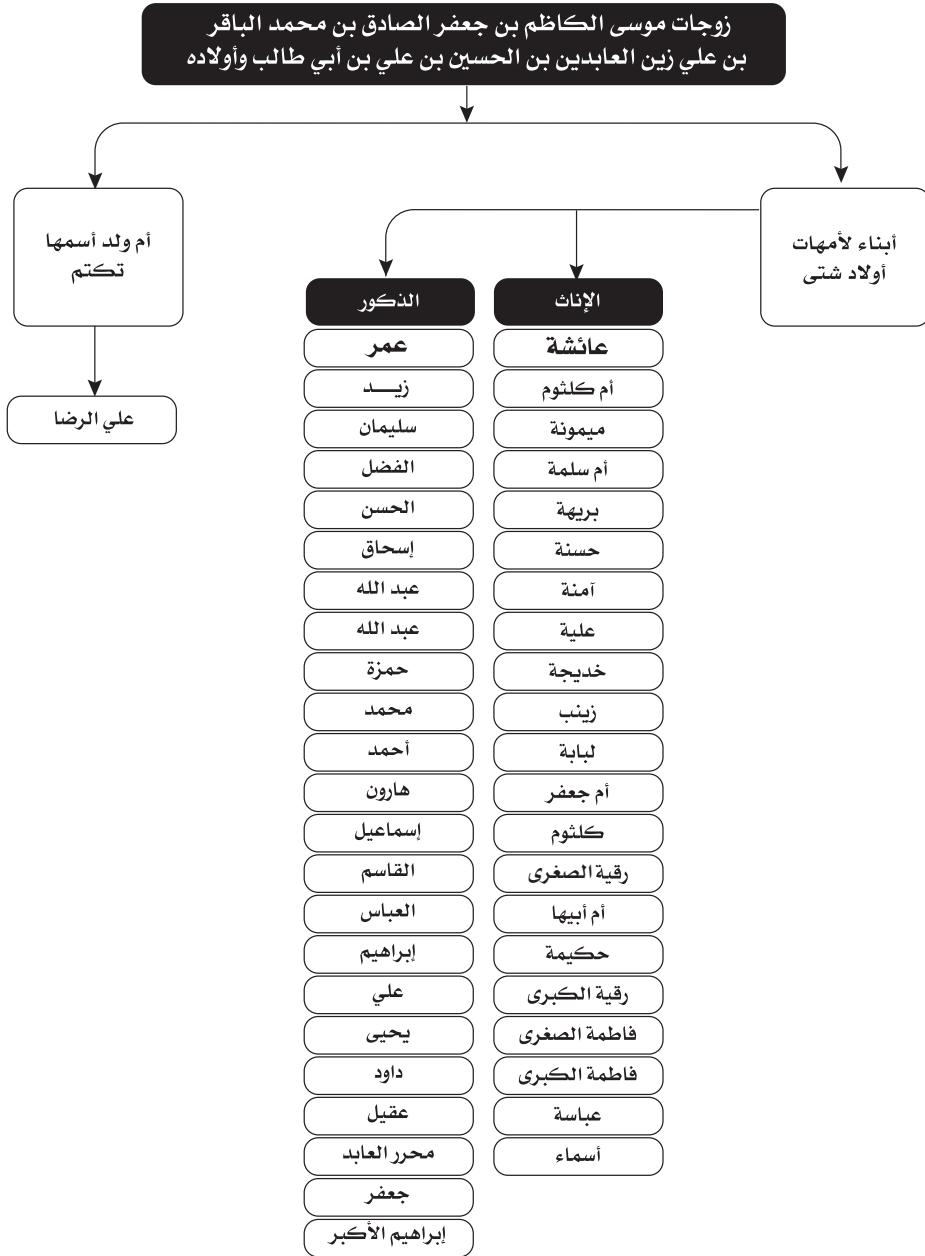 زوجات موسى الكاظم بن جعفر الصادق بن محمد الباقر
بن علي زين العابدين بن الحسين بن علي بن أبي طالب وأولاده
أبناء لأمهات
أولاد شتى
الإناث
عائشة
أم كلثوم
ميمونة
أم سلمة
بريهة
حسنة
آمنة
علية
خديجة
زينب
لبابة
أم جعفر
كلثوم
رقية الصغرى
أم أبيها
حكيمة
رقية الكبرى
فاطمة الصغرى
فاطمة الكبرى
عباسة
أسماء
الذكور
عمر
زيـــد
سليمان
الفضل
الحسن
إسحاق
عبد الله
عبد الله
حمزة
محمد
أحمد
هارون
إسماعيل
القاسم
العباس
إبراهيم
علي
يحيى
داود
عقيل
محرر العابد
جعفر
إبراهيم الأكبر
أم ولد أسمها
تكتم
علي الرضا